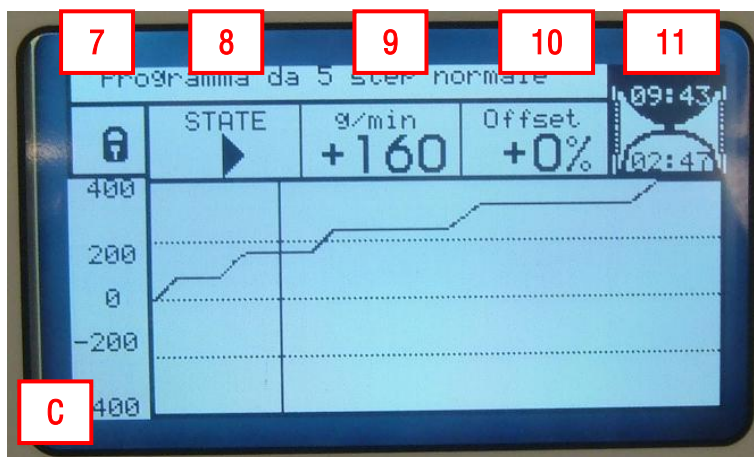 7 8 9 10 11
Programma da 5 step normale
STATE g/min Offset 09:43
+160 +0% 02:47
400
200
0
-200
C 400